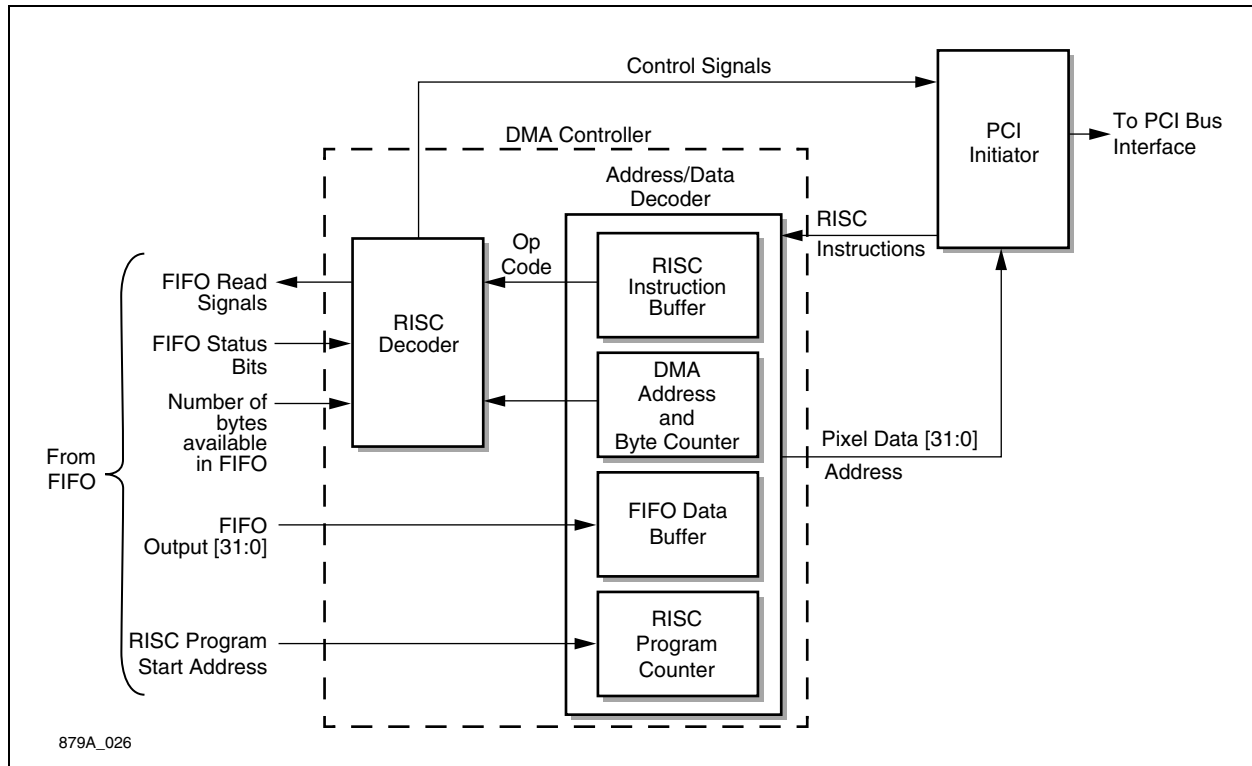 Control Signals
PCI
Initiator
To PCI Bus
Interface
DMA Controller
Address/Data
Decoder
RISC
Instructions
Op
Code
RISC
Instruction
Buffer
FIFO Read
Signals
RISC
Decoder
FIFO Status
Bits
DMA
Address
and
Byte Counter
Number of
bytes
available
in FIFO
From
FIFO
Pixel Data [31:0]
Address
FIFO
Output [31:0]
FIFO Data
Buffer
RISC Program
Start Address
RISC
Program
Counter
879A_026